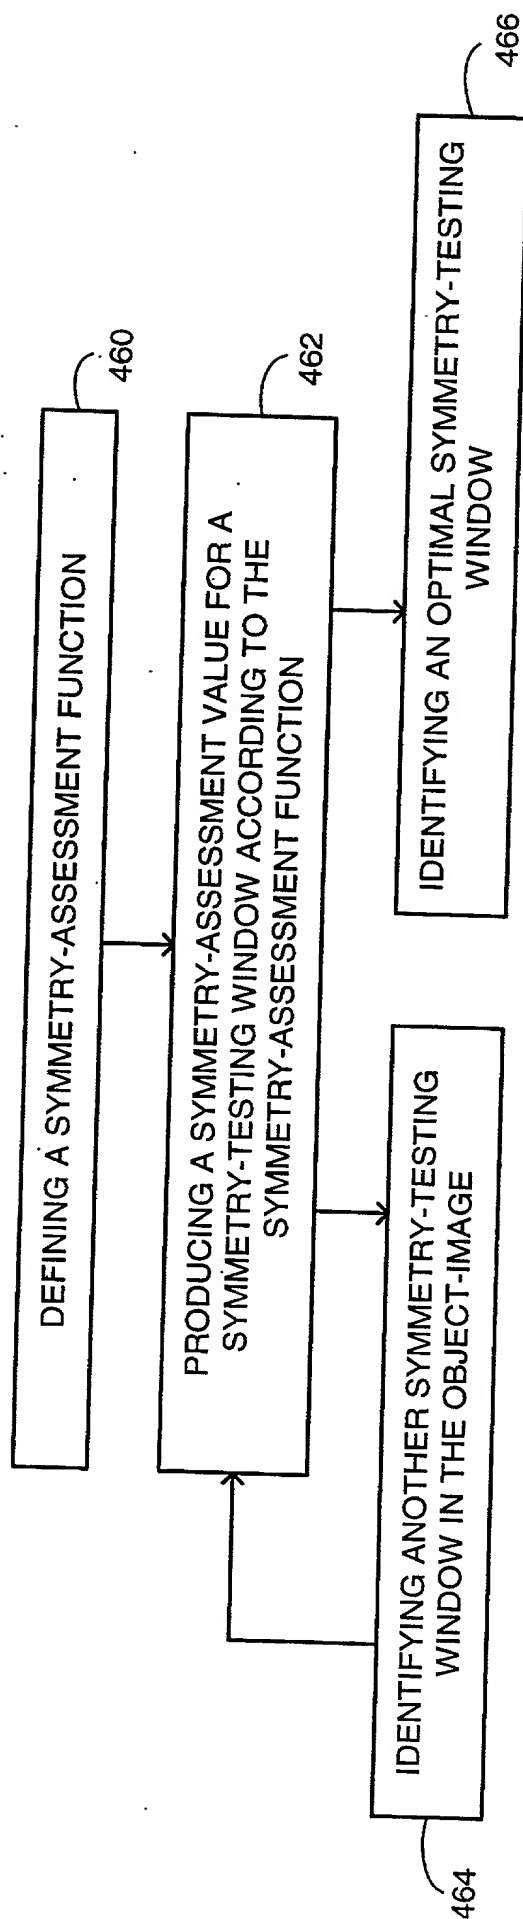 DEFINING A SYMMETRY-ASSESSMENT FUNCTION
460
PRODUCING A SYMMETRY-ASSESSMENT VALUE FOR A
SYMMETRY-TESTING WINDOW ACCORDING TO THE
SYMMETRY-ASSESSMENT FUNCTION
462
IDENTIFYING ANOTHER SYMMETRY-TESTING
WINDOW IN THE OBJECT-IMAGE
464
IDENTIFYING AN OPTIMAL SYMMETRY-TESTING
WINDOW
466